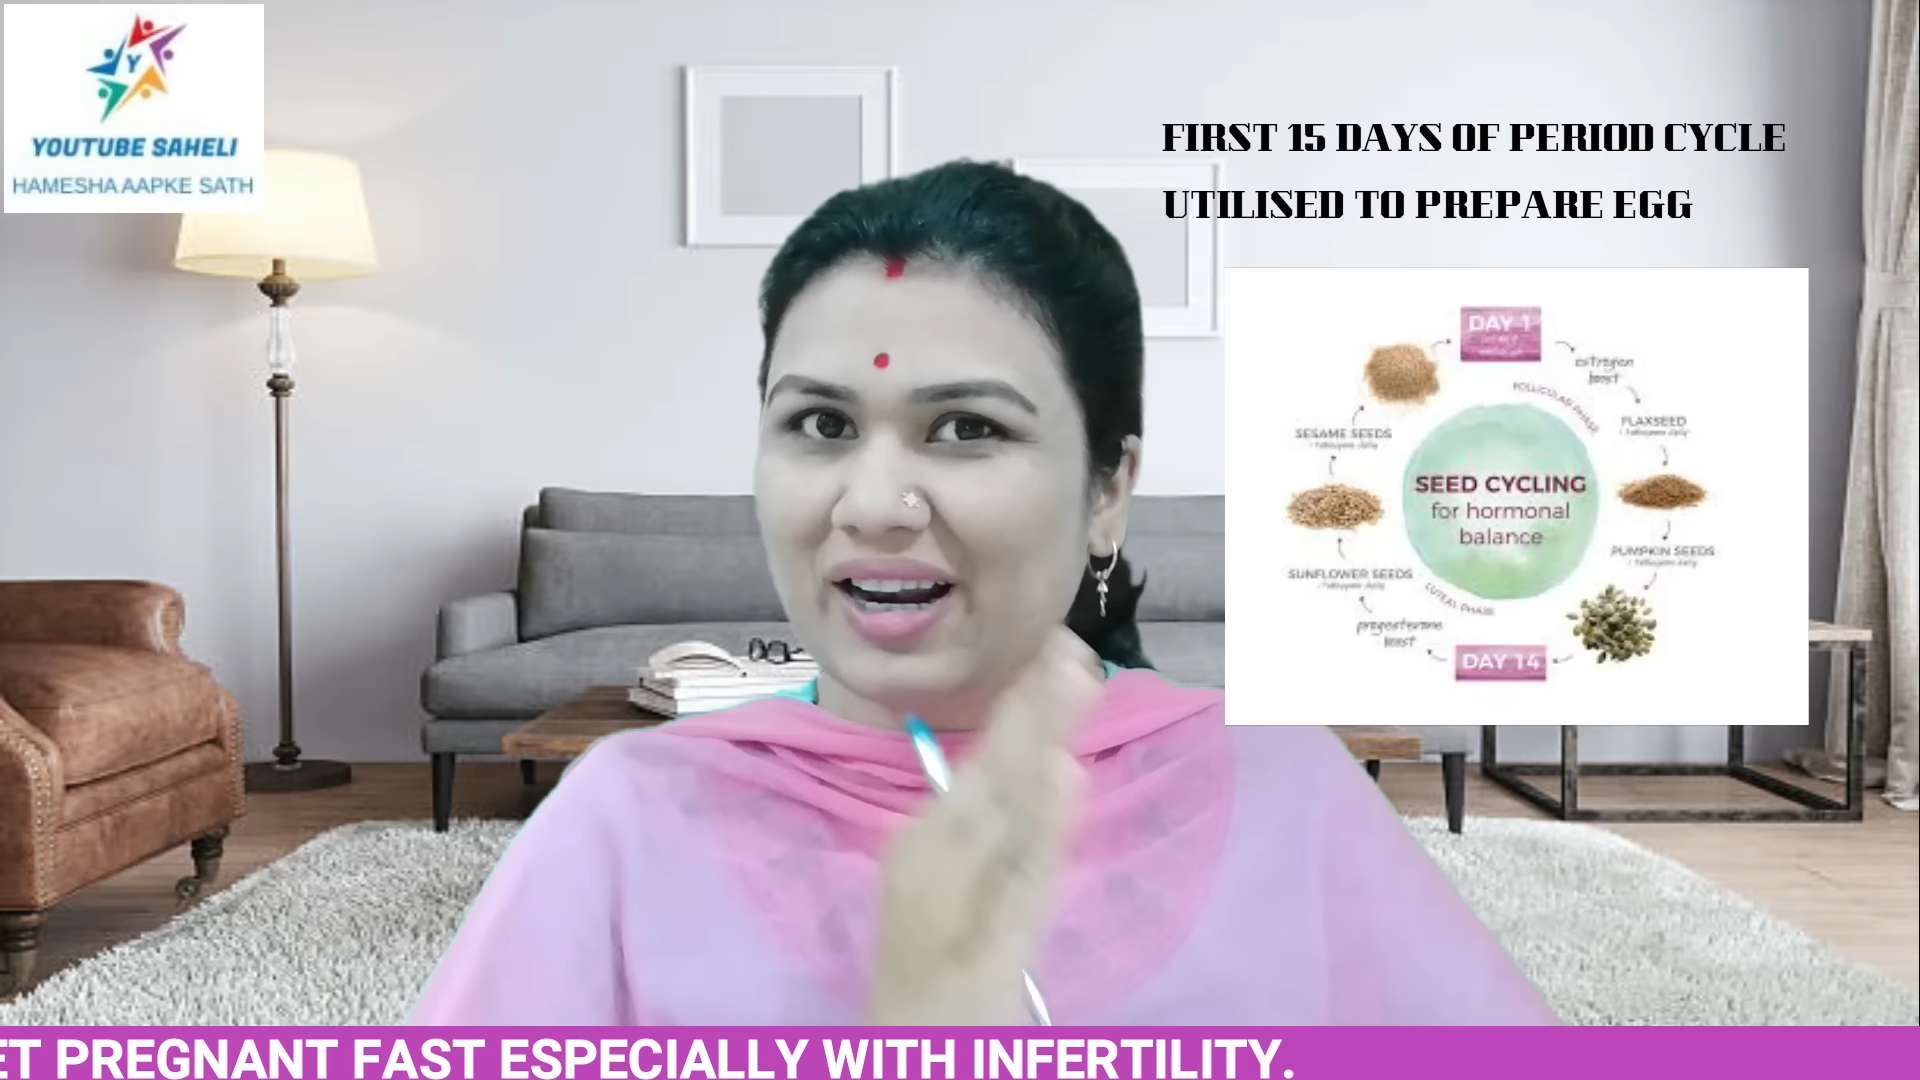 Y
YOUTUBE SAHELI
HAMESHA AAPKE SATH
FIRST 15 DAYS OF PERIOD CYCLE
UTILISED TO PREPARE EGG
DAY 1
estrogen
boost
FOLLICULAR PHASE
FLAXSEED
SESAME SEEDS
SEED CYCLING
for hormonal
balance
PUMPKIN SEEDS
SUNFLOWER SEEDS
LUTEAL PHASE
progesterone
boost
DAY 14
ET PREGNANT FAST ESPECIALLY WITH INFERTILITY.